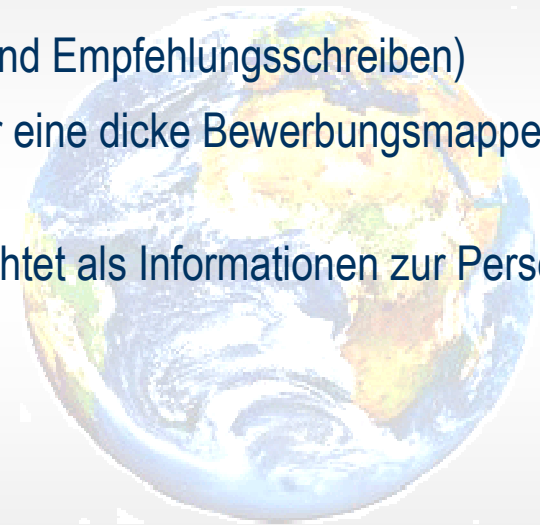 nd Empfehlungsschreiben)
r eine dicke Bewerbungsmappe
htet als Informationen zur Pers